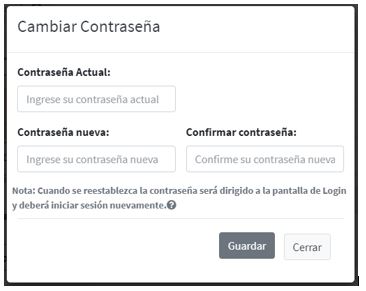 Cambiar Contraseña
Contraseña Actual:
Ingrese su contraseña actual
Contraseña nueva: Confirmar contraseña:
Ingrese su contraseña nueva Confirme su contraseña nueva
Nota: Cuando se reestablezca la contraseña será dirigido a la pantalla de Login
y deberá iniciar sesión nuevamente.
Guardar Cerrar